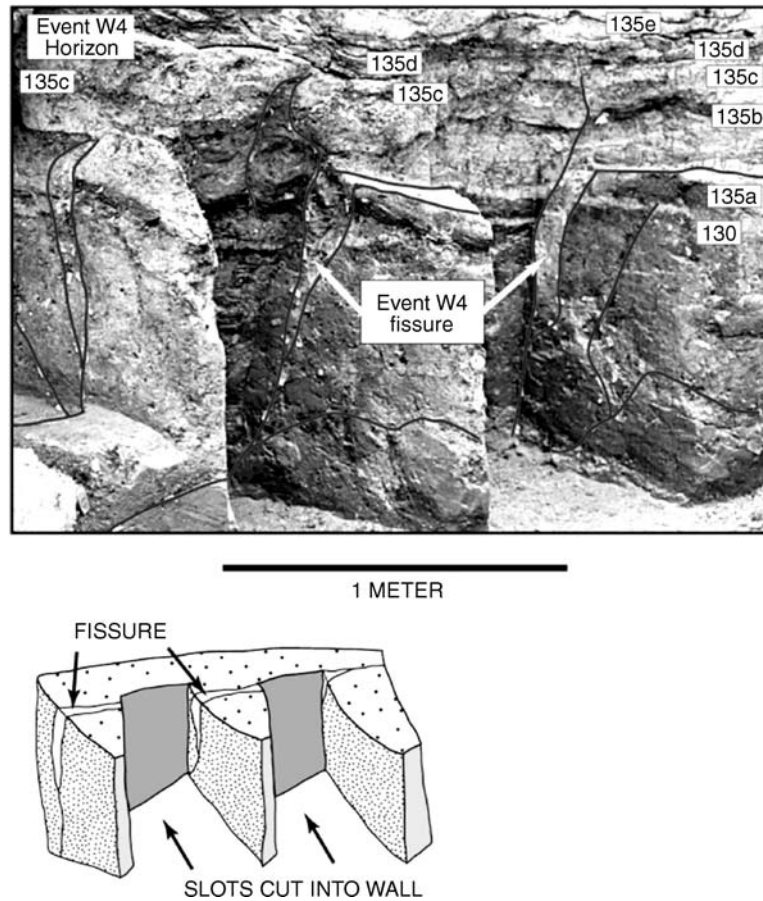 Event W4
Horizon
135c
135d
135c
135e
135d
135c
135b
135a
130
Event W4
fissure
1 METER
FISSURE
SLOTS CUT INTO WALL